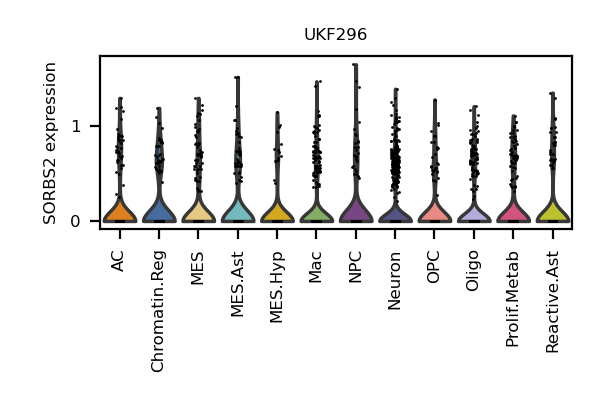 UKF296
SORBS2 expression
1
0
AC
Chromatin.Reg
MES
MES.Ast
MES.Hyp
Mac
NPC
Neuron
OPC
Oligo
Prolif.Metab
Reactive.Ast